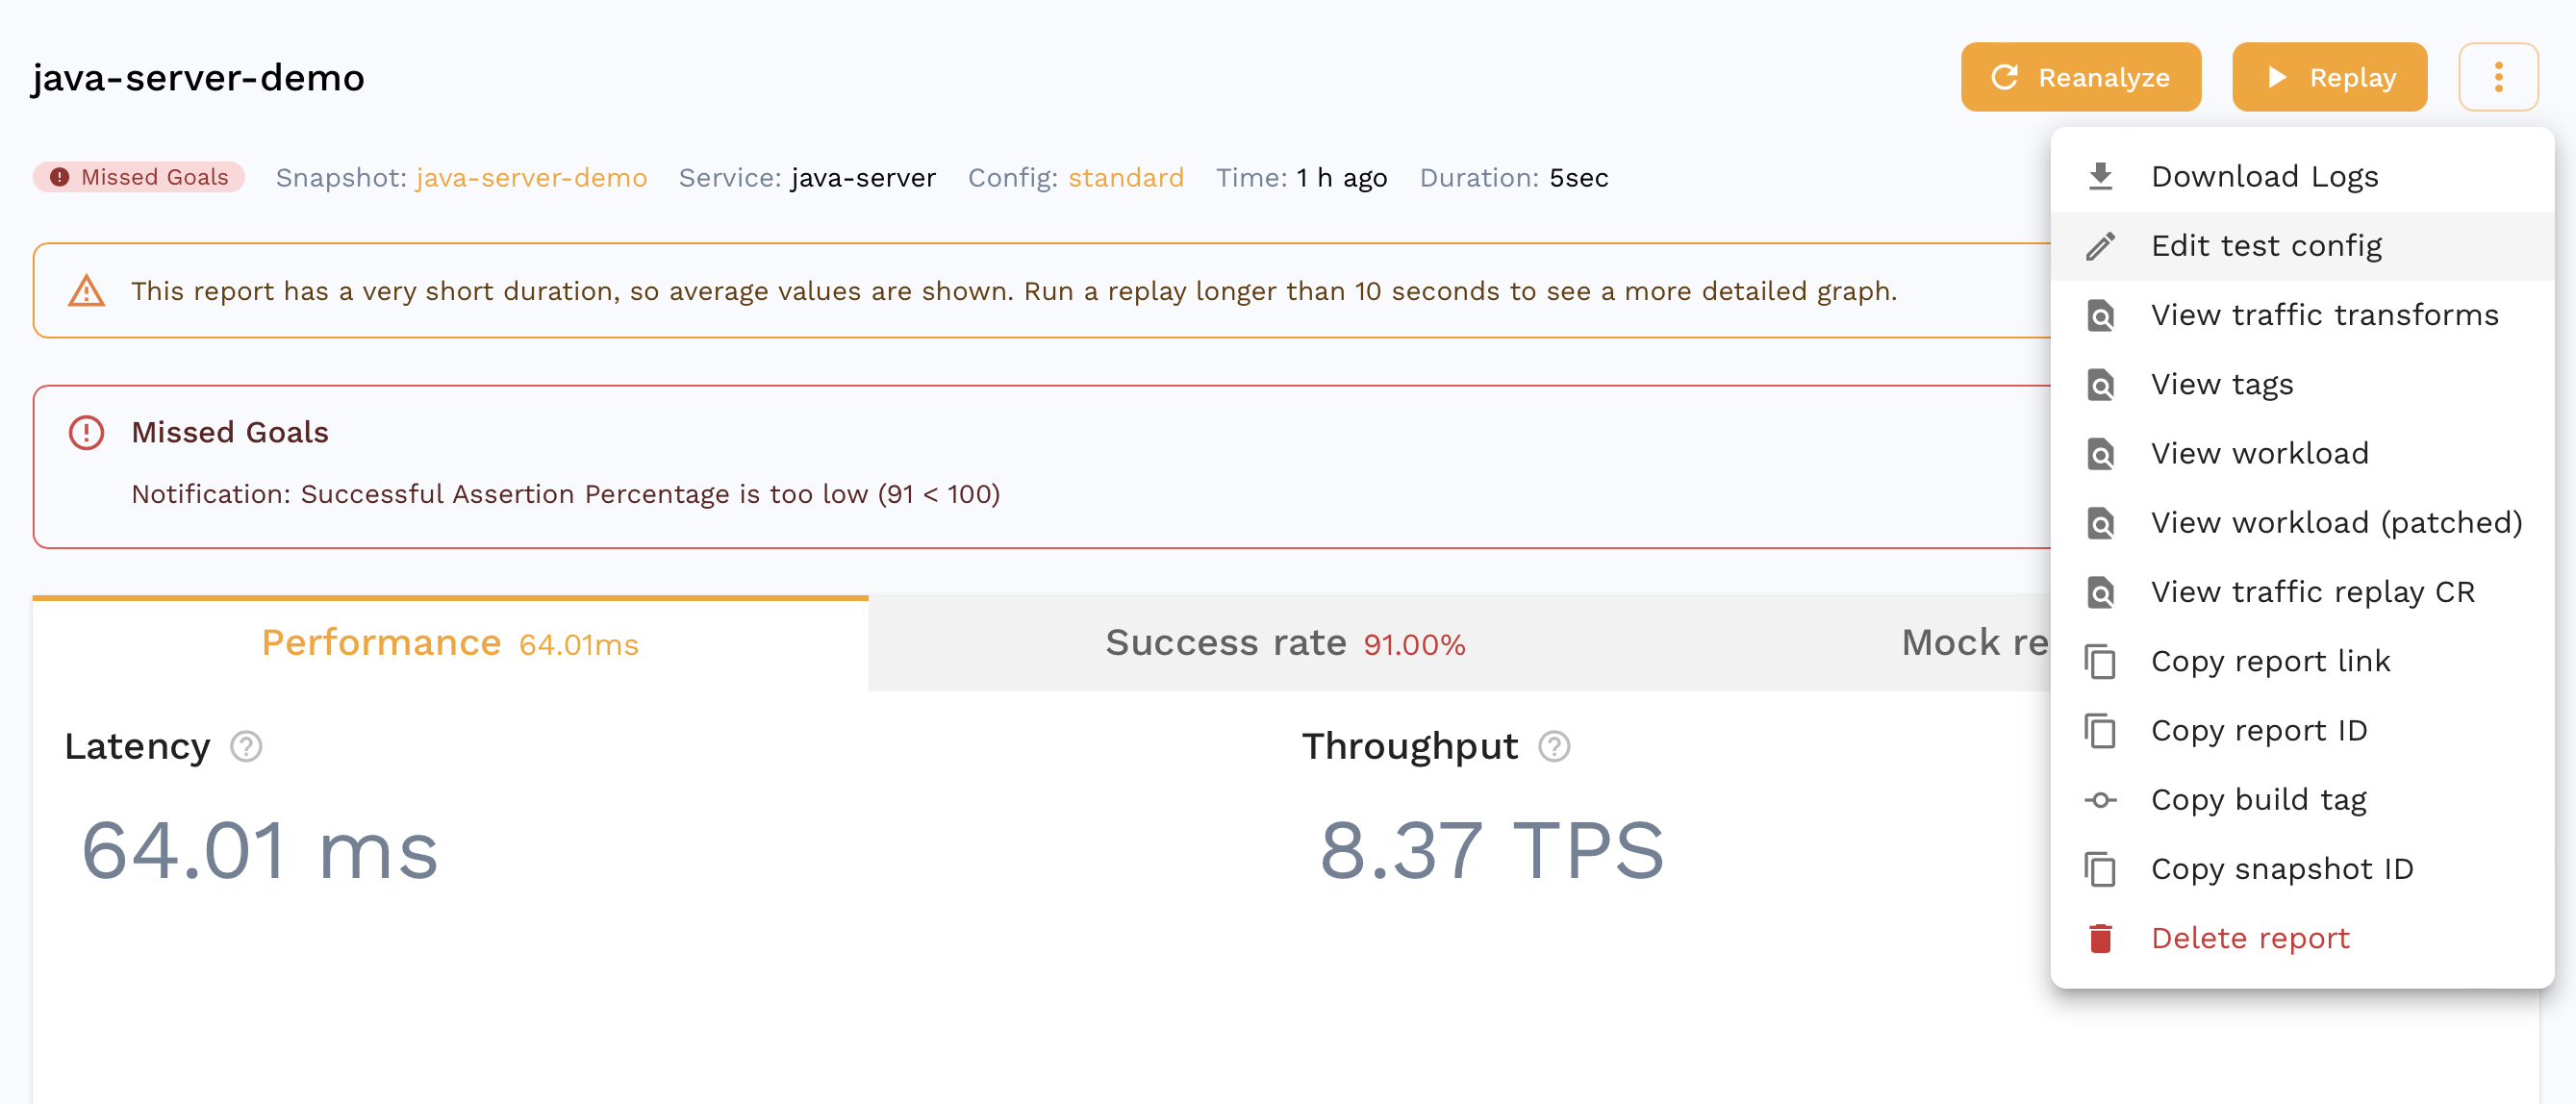 java-server-demo
Reanalyze
Replay
Missed Goals Snapshot: java-server-demo Service: java-server Config: standard Time: 1 h ago Duration: 5sec
This report has a very short duration, so average values are shown. Run a replay longer than 10 seconds to see a more detailed graph.
Missed Goals
Notification: Successful Assertion Percentage is too low (91 < 100)
Performance 64.01ms
Success rate 91.00%
Mock re
Latency
64.01 ms
Throughput
8.37 TPS
Download Logs
Edit test config
View traffic transforms
View tags
View workload
View workload (patched)
View traffic replay CR
Copy report link
Copy report ID
Copy build tag
Copy snapshot ID
Delete report